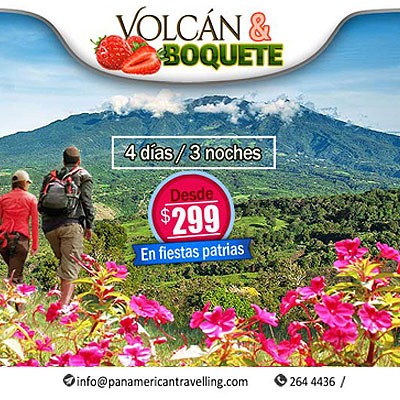 VOLCÁN &
BOQUETE
4 días / 3 noches
Desde
$299
En fiestas patrias
info@panamericantravelling.com
264 4436 /